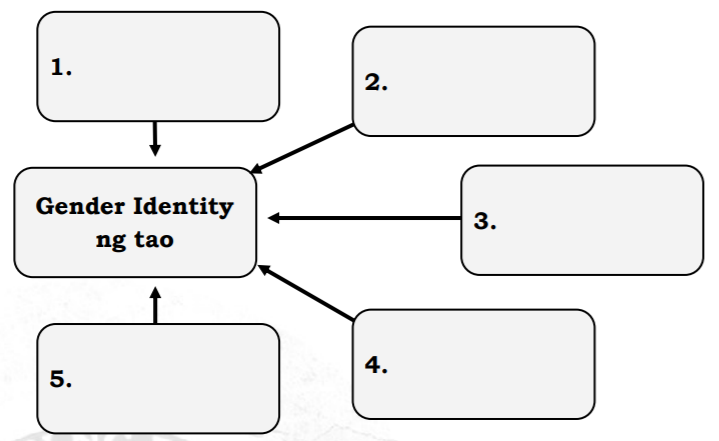 1.
2.
Gender Identity
ng tao
3.
4.
5.